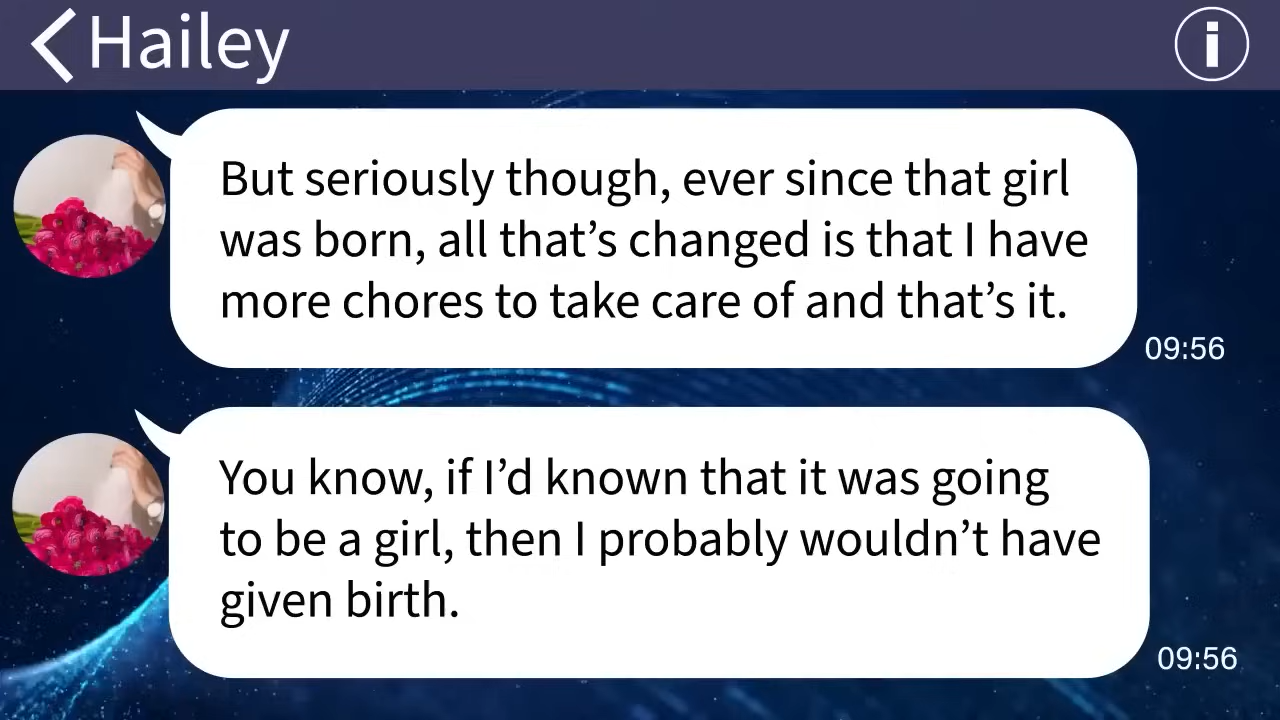 Hailey
But seriously though, ever since that girl
was born, all that’s changed is that I have
more chores to take care of and that’s it.
09:56
You know, if I’d known that it was going
to be a girl, then I probably wouldn’t have
given birth.
09:56